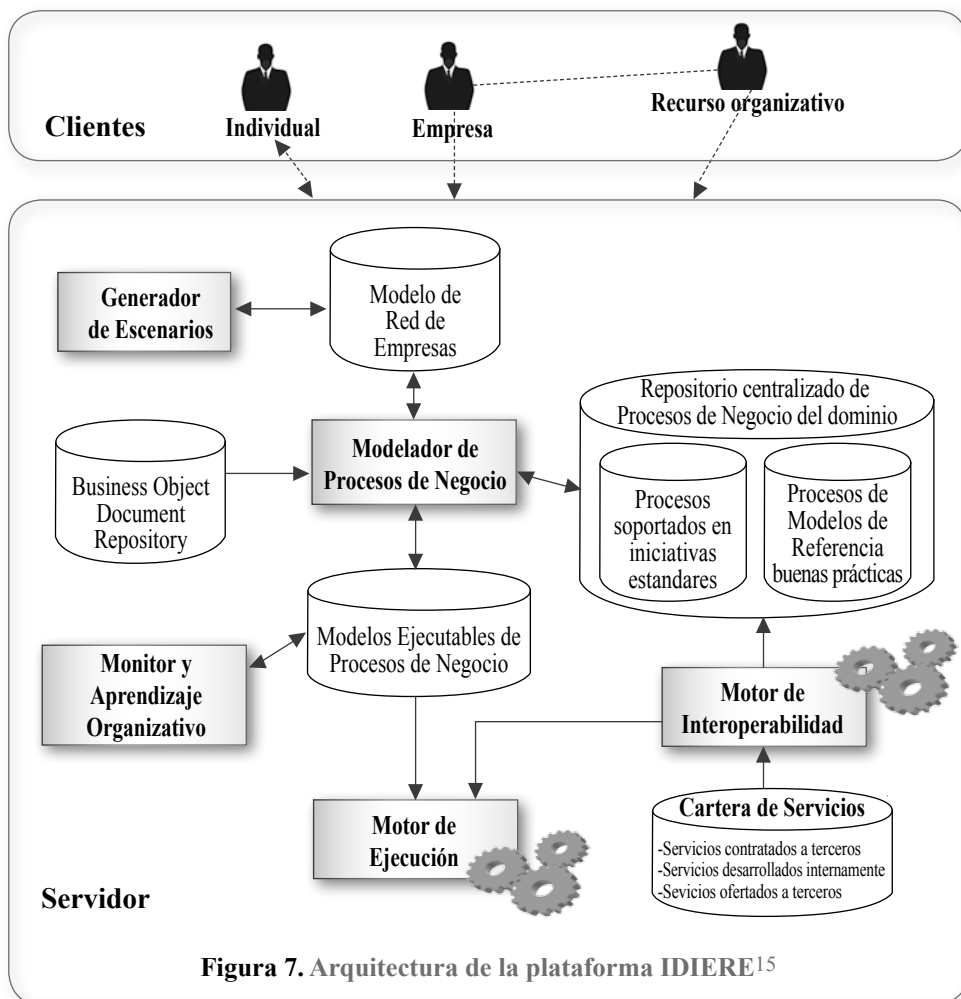 Individual
Empresa
Recurso organizativo
Clientes
Generador
de Escenarios
Modelo de
Red de
Empresas
Repositorio centralizado de
Procesos de Negocio del dominio
Business Object
Document
Repository
Modelador de
Procesos de Negocio
Procesos
soportados en
iniciativas
estandares
Procesos de
Modelos de
Referencia
buenas prácticas
Monitor y
Aprendizaje
Organizativo
Modelos Ejecutables de
Procesos de Negocio
Motor de
Interoperabilidad
Motor de
Ejecución
Cartera de Servicios
-Servicios contratados a terceros
-Servicios desarrollados internamente
-Sevicios ofertados a terceros
Servidor
Figura 7. Arquitectura de la plataforma IDIERE15